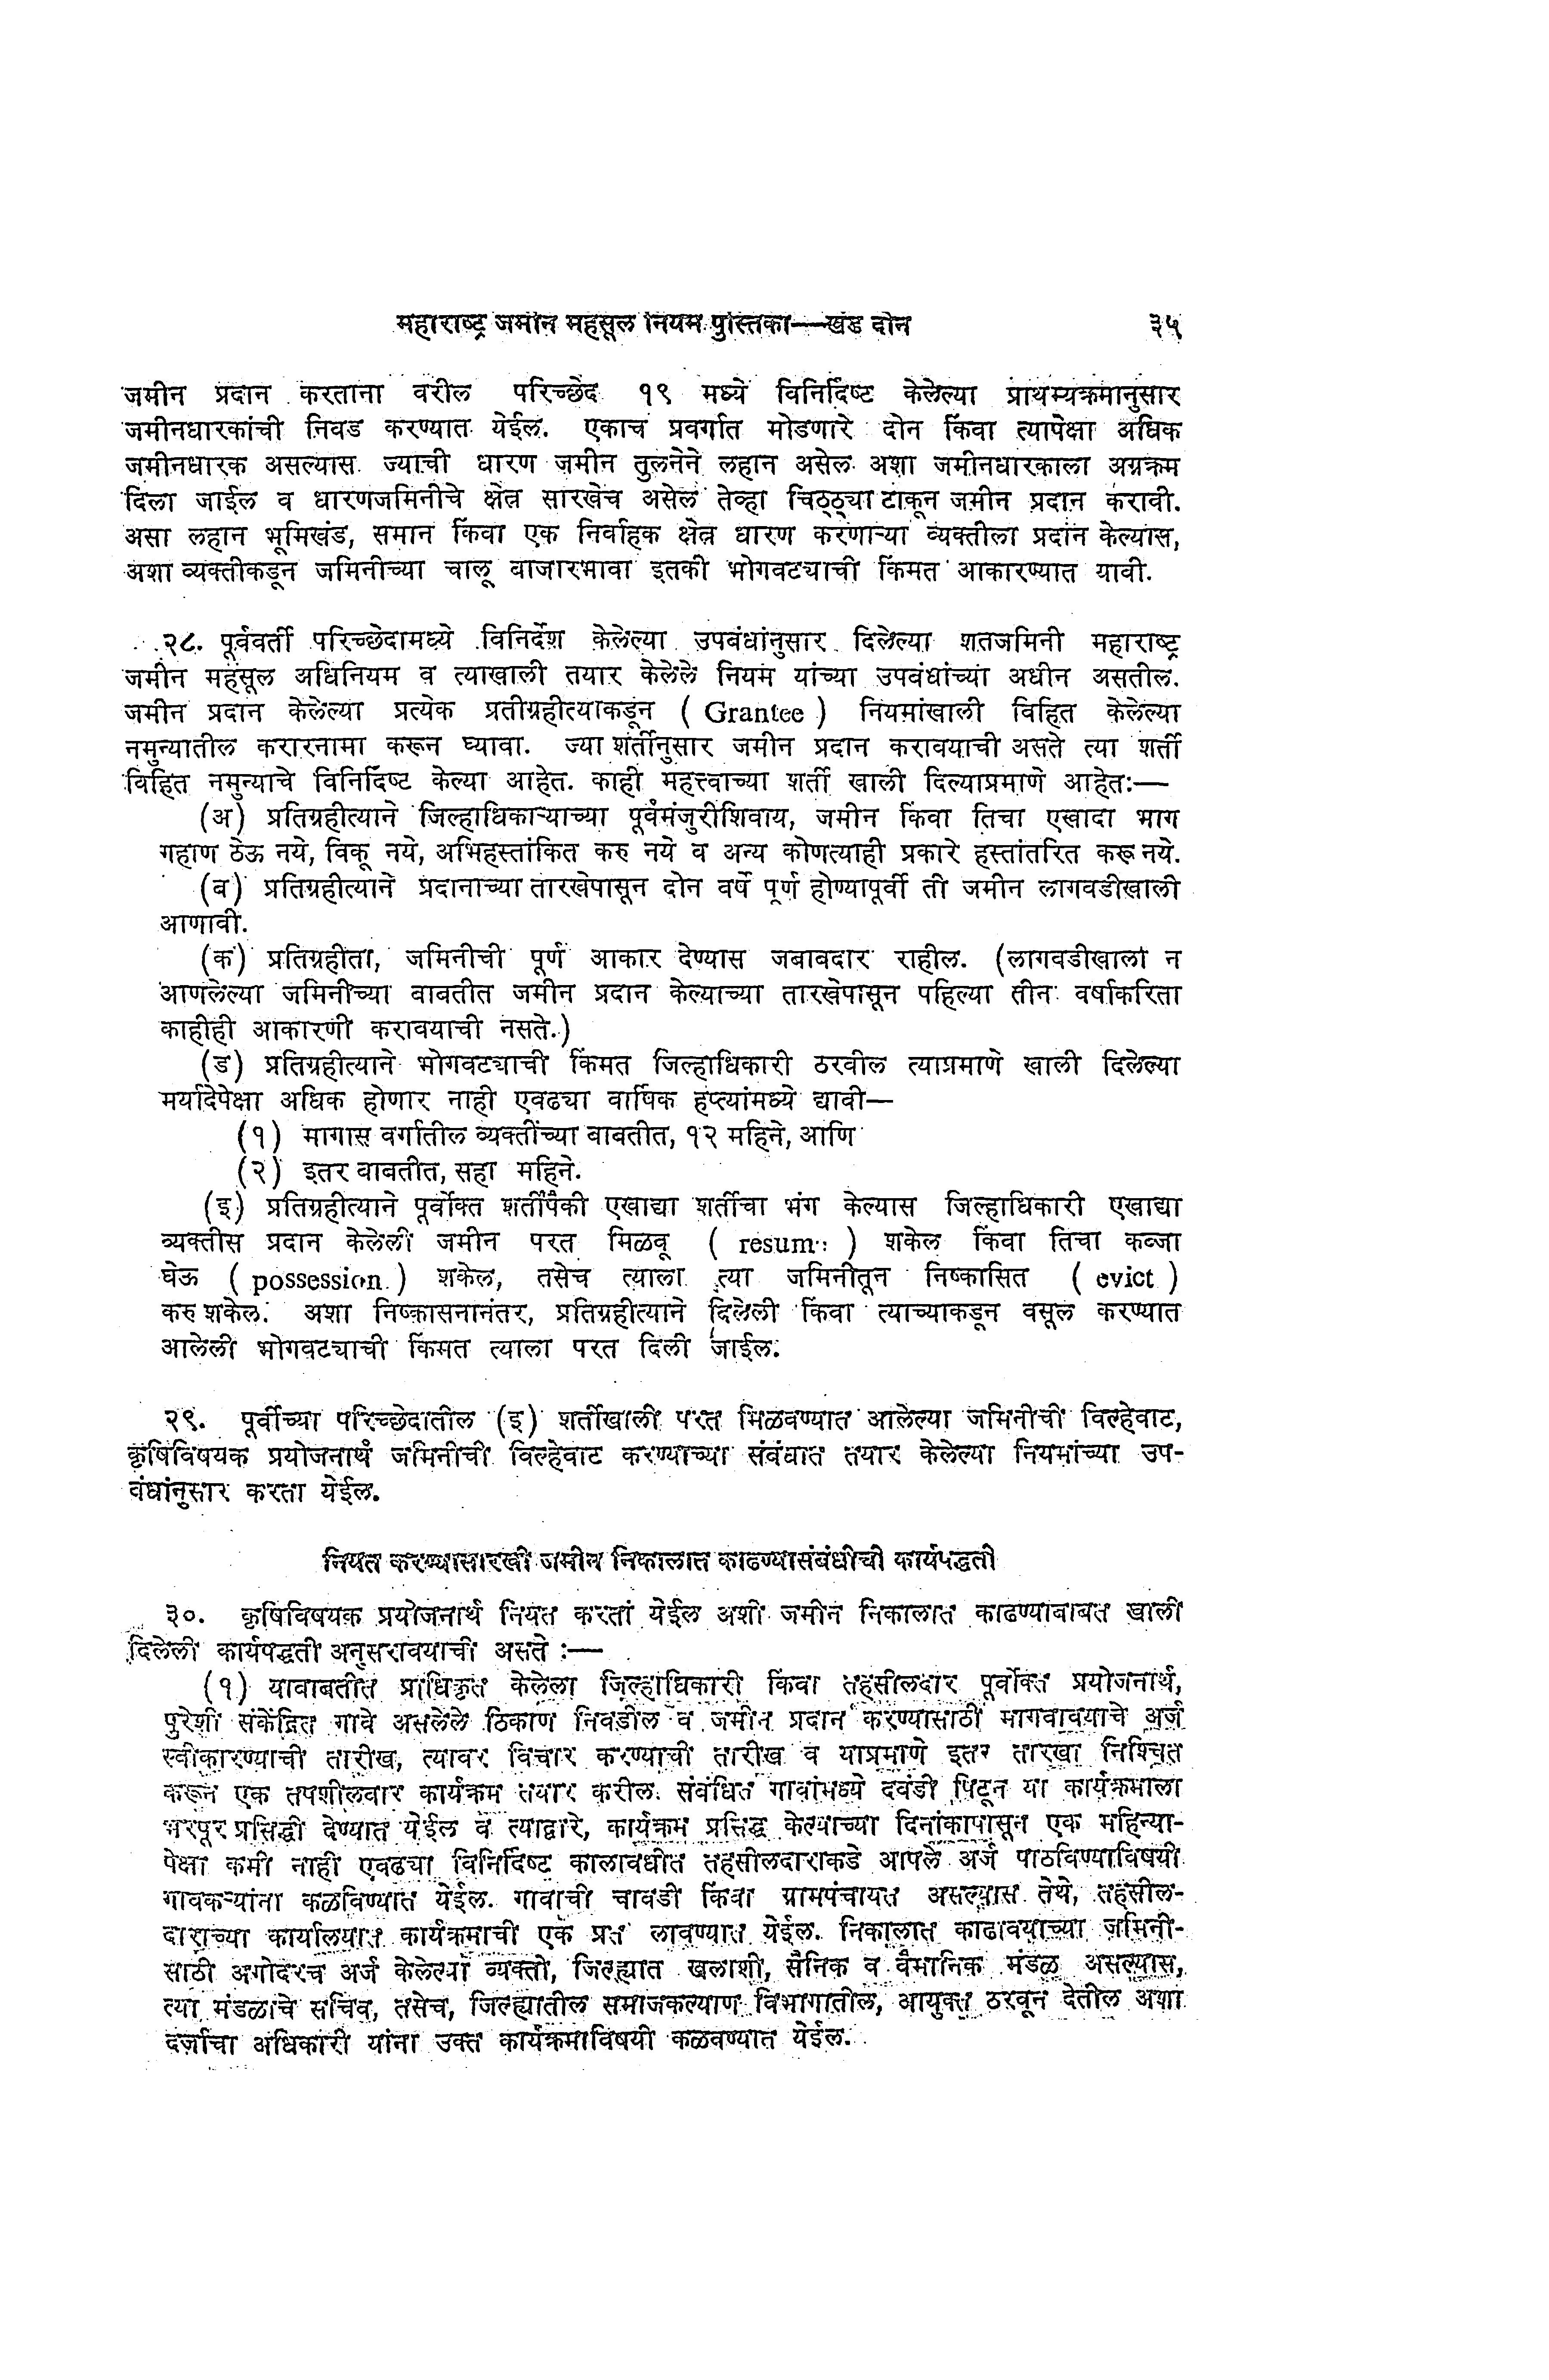 महाराष्ट्र जमीन महसूल नियम पुस्तिका—खंड दोन ३५
जमीन प्रदान करताना वरील परिच्छेद १९ मध्ये विनिर्दिष्ट केलेल्या प्राथम्यक्रमानुसार
जमीनधारकांची निवड करण्यात येईल. एकाच प्रवर्गात मोडणारे दोन किंवा त्यापेक्षा अधिक
जमीनधारक असल्यास ज्याची धारण जमीन तुलनेने लहान असेल अशा जमीनधारकाला अग्रक्रम
दिला जाईल व धारणजमिनीचे क्षेत्र सारखेच असेल तेव्हा चिठ्ठ्या टाकून जमीन प्रदान करावी.
असा लहान भूमिखंड, समान किंवा एक निर्वाहक क्षेत्र धारण करणाऱ्या व्यक्तीला प्रदान केल्यास,
अशा व्यक्तीकडून जमिनीच्या चालू बाजारभावा इतकी भोगवट्याची किंमत आकारण्यात यावी.
२८. पूर्ववर्ती परिच्छेदामध्ये विनिर्देश केलेल्या उपबंधांनुसार दिलेल्या शेतजमिनी महाराष्ट्र
जमीन महसूल अधिनियम व त्याखाली तयार केलेले नियम यांच्या उपबंधांच्या अधीन असतील.
जमीन प्रदान केलेल्या प्रत्येक प्रतीग्रहीत्याकडून ( Grantee ) नियमांखाली विहित केलेल्या
नमुन्यातील करारनामा करून घ्यावा. ज्या शर्तीनुसार जमीन प्रदान करावयाची असते त्या शर्ती
विहित नमुन्याचे विनिर्दिष्ट केल्या आहेत. काही महत्त्वाच्या शर्ती खाली दिल्याप्रमाणे आहेत:—
(अ) प्रतिग्रहीत्याने जिल्हाधिकाऱ्याच्या पूर्वमंजुरीशिवाय, जमीन किंवा तिचा एखादा भाग
गहाण ठेऊ नये, विकू नये, अभिहस्तांकित करु नये व अन्य कोणत्याही प्रकारे हस्तांतरित करू नये.
(ब) प्रतिग्रहीत्याने प्रदानाच्या तारखेपासून दोन वर्षे पूर्ण होण्यापूर्वी ती जमीन लागवडीखाली
आणावी.
(क) प्रतिग्रहीता, जमिनीची पूर्ण आकार देण्यास जबाबदार राहील. (लागवडीखाली न
आणलेल्या जमिनीच्या बाबतीत जमीन प्रदान केल्याच्या तारखेपासून पहिल्या तीन वर्षाकरिता
काहीही आकारणी करावयाची नसते.)
(ड) प्रतिग्रहीत्याने भोगवट्याची किंमत जिल्हाधिकारी ठरवील त्याप्रमाणे खाली दिलेल्या
मर्यादेपेक्षा अधिक होणार नाही एवढ्या वार्षिक हप्त्यांमध्ये द्यावी—
(१) मागास वर्गातील व्यक्तींच्या बाबतीत, १२ महिने, आणि
(२) इतर बाबतीत, सहा महिने.
(इ) प्रतिग्रहीत्याने पूर्वोक्त शर्तींपैकी एखाद्या शर्तीचा भंग केल्यास जिल्हाधिकारी एखाद्या
व्यक्तीस प्रदान केलेली जमीन परत मिळवू ( resume ) शकेल किंवा तिचा कब्जा
घेऊ ( possession ) शकेल, तसेच त्याला त्या जमिनीतून निष्कासित ( evict )
करु शकेल. अशा निष्कासनानंतर, प्रतिग्रहीत्याने दिलेली किंवा त्याच्याकडून वसूल करण्यात
आलेली भोगवट्याची किंमत त्याला परत दिली जाईल.
२९. पूर्वीच्या परिच्छेदातील (इ) शर्तीखाली परत मिळवण्यात आलेल्या जमिनीची विल्हेवाट,
कृषिविषयक प्रयोजनार्थ जमिनीची विल्हेवाट करण्याच्या संबंधात तयार केलेल्या नियमांच्या उप-
बंधांनुसार करता येईल.
नियत करण्यासारखी जमीन निकालात काढण्यासंबंधीची कार्यपद्धती
३०. कृषिविषयक प्रयोजनार्थ नियत करता येईल अशी जमीन निकालात काढण्याबाबत खाली
दिलेली कार्यपद्धती अनुसरावयाची असते :—
(१) याबाबतीत प्राधिकृत केलेला जिल्हाधिकारी किंवा तहसीलदार पूर्वोक्त प्रयोजनार्थ,
पुरेशी संकेंद्रित गावे असलेले ठिकाण निवडील व जमीन प्रदान करण्यासाठी मागवावयाचे अर्ज
स्वीकारण्याची तारीख, त्यावर विचार करण्याची तारीख व याप्रमाणे इतर तारखा निश्चित
करून एक तपशीलवार कार्यक्रम तयार करील. संबंधित गावांमध्ये दवंडी पिटून या कार्यक्रमाला
भरपूर प्रसिद्धी देण्यात येईल व त्याद्वारे, कार्यक्रम प्रसिद्ध केल्याच्या दिनांकापासून एक महिन्या-
पेक्षा कमी नाही एवढ्या विनिर्दिष्ट कालावधीत तहसीलदाराकडे आपले अर्ज पाठविण्याविषयी
गावकऱ्यांना कळविण्यात येईल. गावाची चावडी किंवा ग्रामपंचायत असल्यास तेथे, तहसील-
दाराच्या कार्यालयात कार्यक्रमाची एक प्रत लावण्यात येईल. निकालात काढावयाच्या जमिनी-
साठी अगोदरच अर्ज केलेल्या व्यक्ती, जिल्ह्यात खलाशी, सैनिक व वैमानिक मंडळ असल्यास,
त्या मंडळाचे सचिव, तसेच, जिल्ह्यातील समाजकल्याण विभागातील, आयुक्त ठरवून देतील अशा
दर्जाचा अधिकारी यांना उक्त कार्यक्रमाविषयी कळवण्यात येईल.